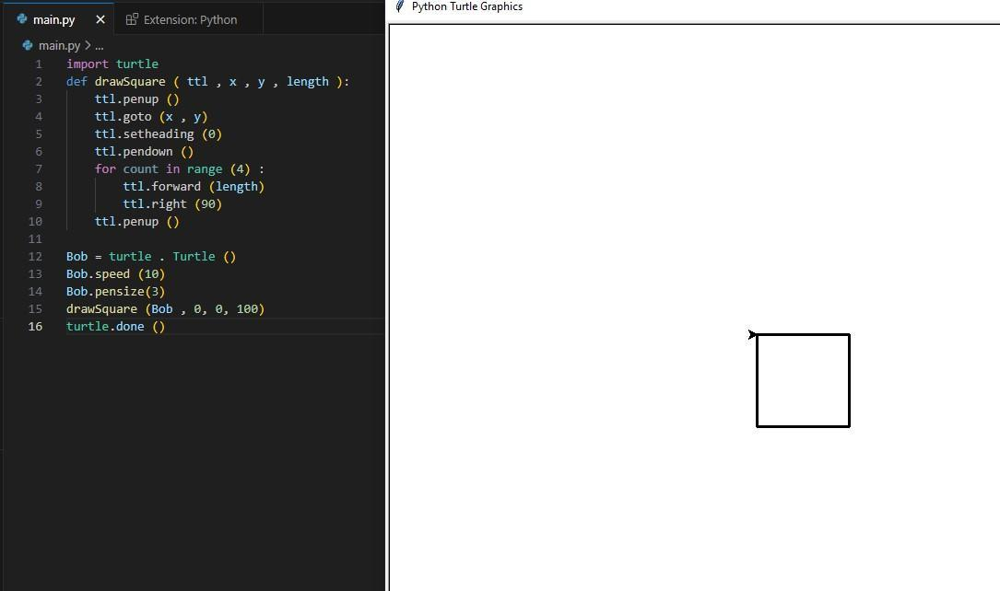 main.py × Extension: Python
main.py > ...
1 import turtle
2 def drawSquare ( ttl , x , y , length ):
3     ttl.penup ()
4     ttl.goto (x , y)
5     ttl.setheading (0)
6     ttl.pendown ()
7     for count in range (4) :
8         ttl.forward (length)
9         ttl.right (90)
10     ttl.penup ()
11
12 Bob = turtle . Turtle ()
13 Bob.speed (10)
14 Bob.pensize(3)
15 drawSquare (Bob , 0, 0, 100)
16 turtle.done ()
Python Turtle Graphics